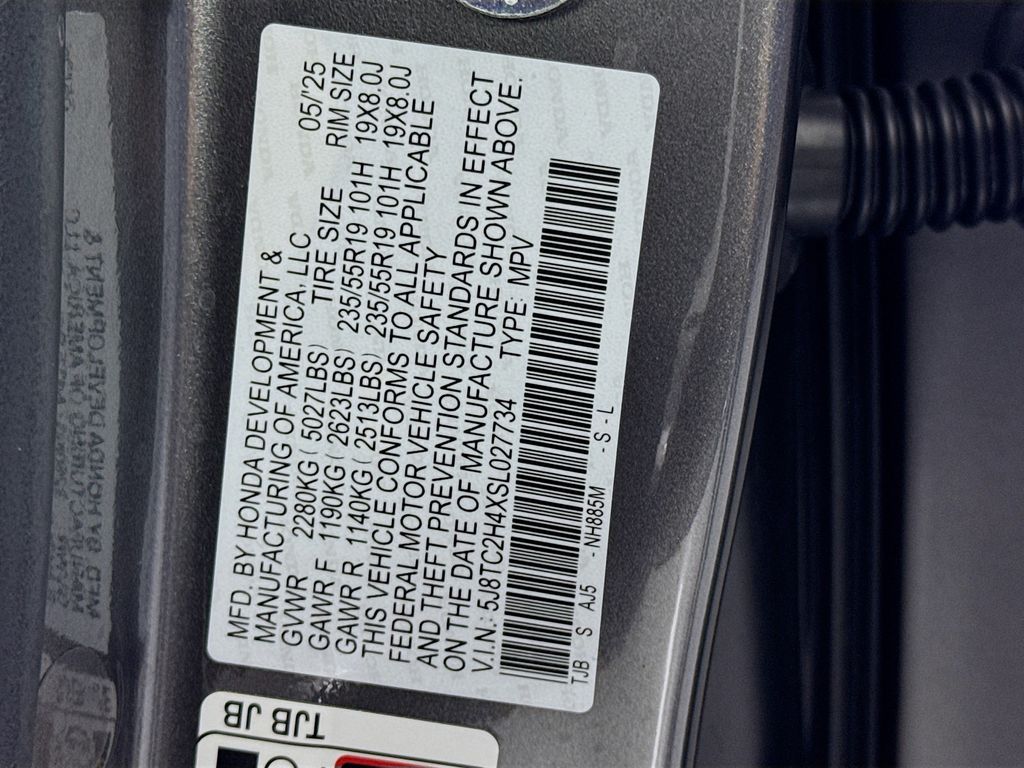 MFD. BY HONDA DEVELOPMENT &
MANUFACTURING OF AMERICA, LLC 05/'25
GVWR 2280KG ( 5027LBS) TIRE SIZE RIM SIZE
GAWR F 1190KG ( 2623LBS) 235/55R19 101H 19X8.0J
GAWR R 1140KG ( 2513LBS) 235/55R19 101H 19X8.0J
THIS VEHICLE CONFORMS TO ALL APPLICABLE
FEDERAL MOTOR VEHICLE SAFETY
AND THEFT PREVENTION STANDARDS IN EFFECT
ON THE DATE OF MANUFACTURE SHOWN ABOVE.
V.I.N.: 5J8TC2H4XSL027734 TYPE: MPV
TJB S AJ5 -NH885M - S - L
TJB JB